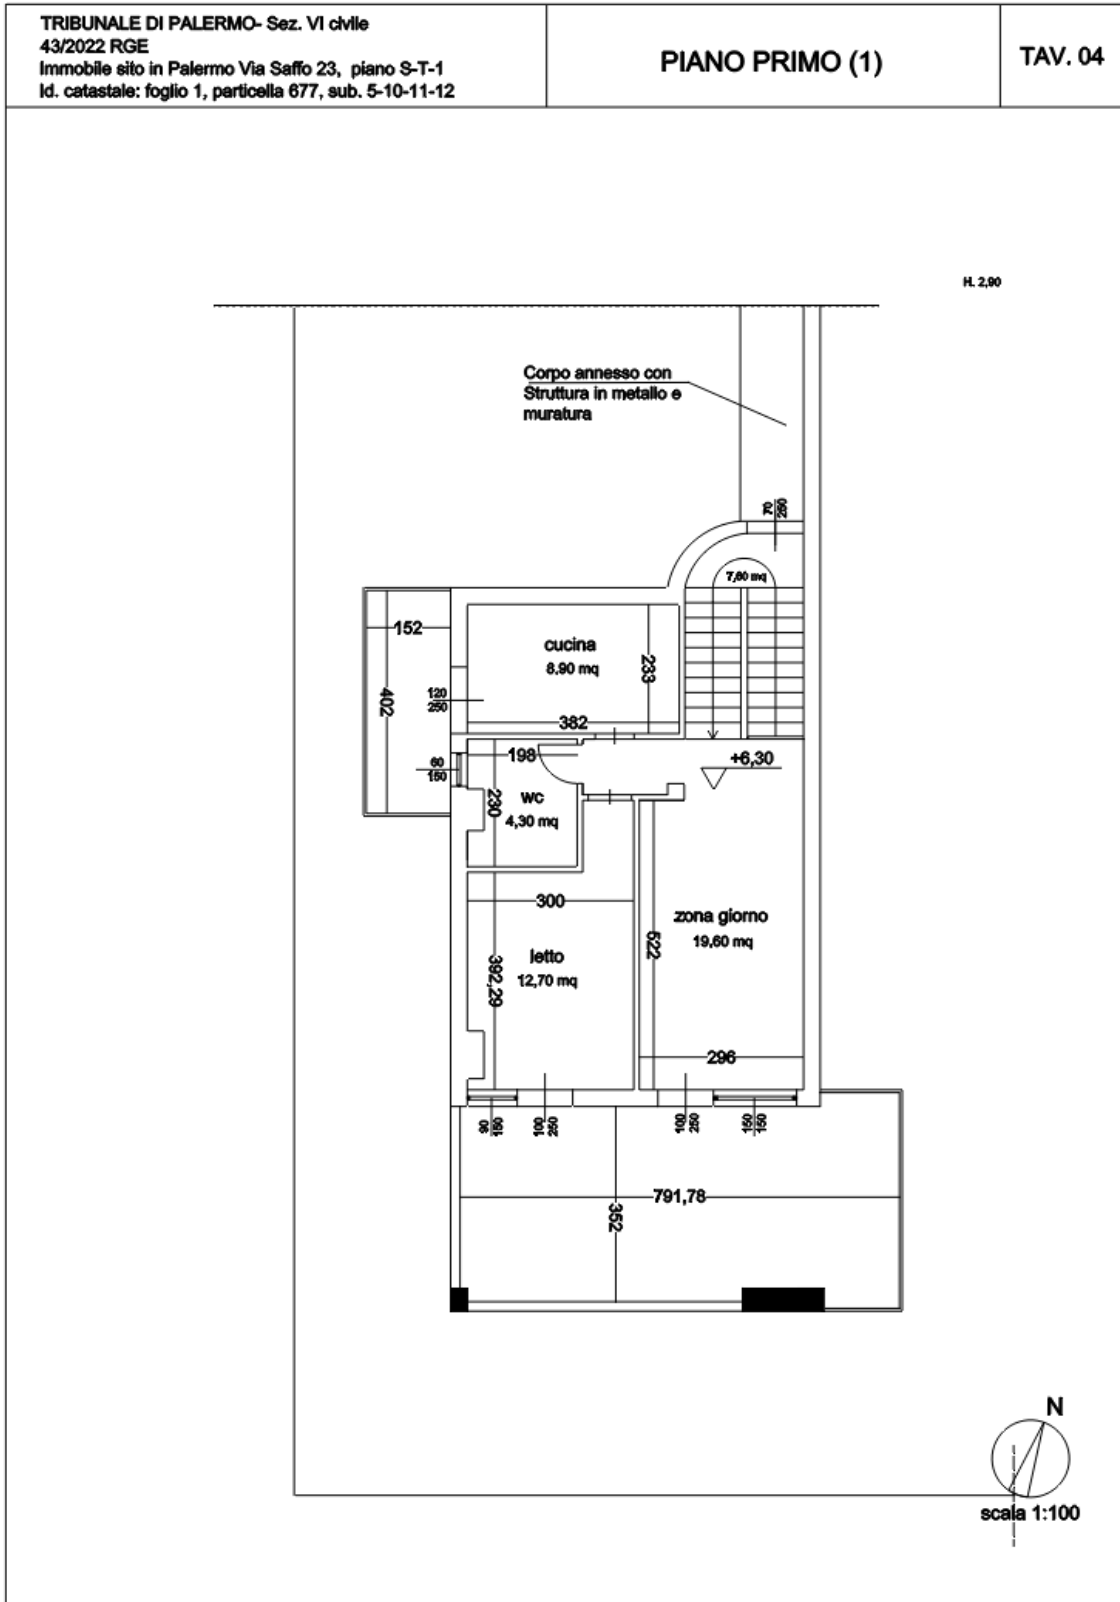 TRIBUNALE DI PALERMO- Sez. VI civile
43/2022 RGE
Immobile sito in Palermo Via Saffo 23, piano S-T-1
Id. catastale: foglio 1, particella 677, sub. 5-10-11-12
PIANO PRIMO (1)
TAV. 04
H. 2,90
Corpo annesso con
Struttura in metallo e
muratura
70
260
7,60 mq
152
cucina
8.90 mq
233
402
120
250
382
198
+6,30
60
150
wc
4,30 mq
230
300
zona giorno
19,60 mq
522
letto
12,70 mq
392,29
296
90
150
100
250
100
250
150
150
791,78
352
N
scala 1:100